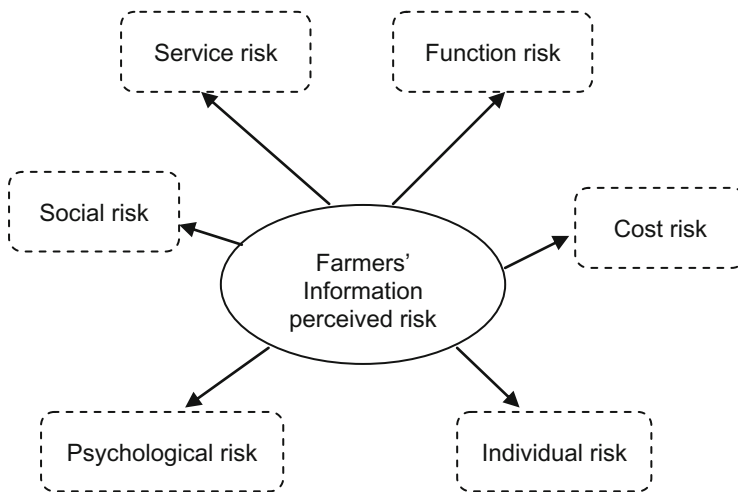 Service risk
Function risk
Social risk
Cost risk
Farmers’
Information
perceived risk
Psychological risk
Individual risk